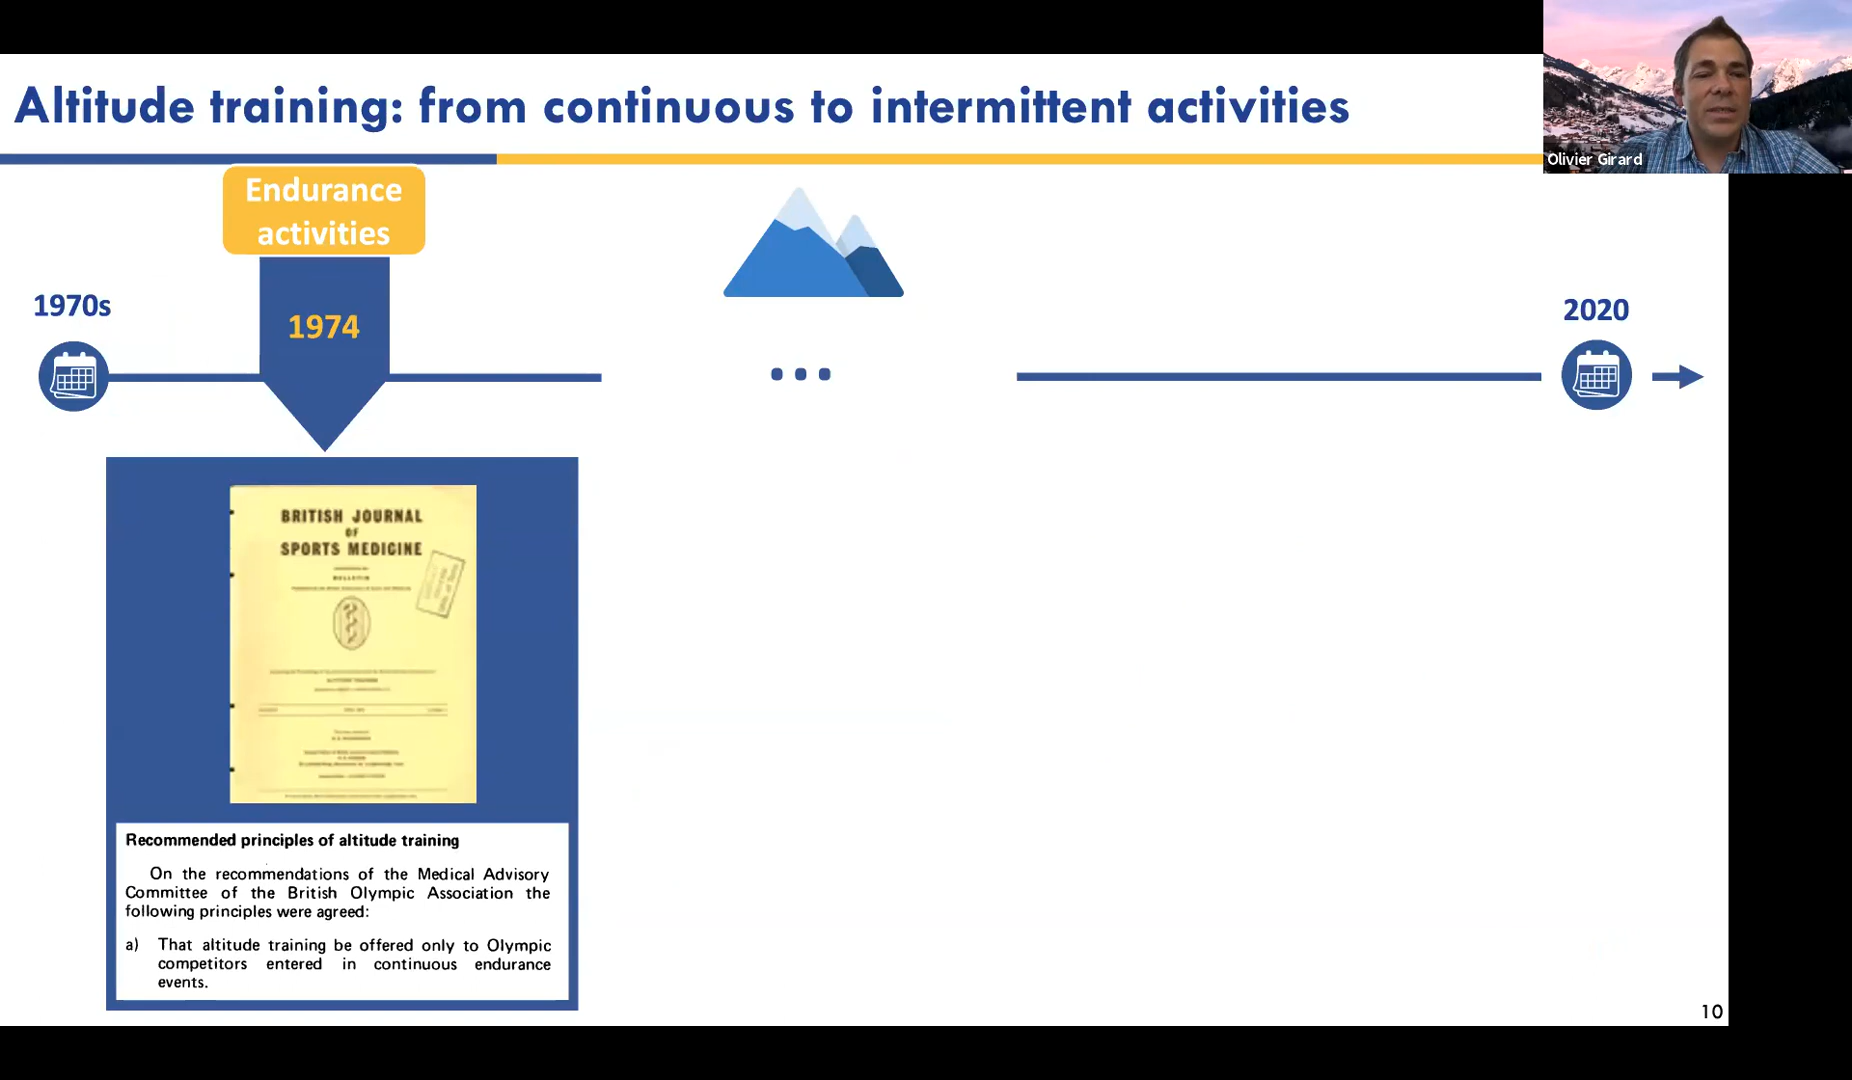 Altitude training: from continuous to intermittent activities
Olivier Girard
Endurance
activities
1970s
1974
2020
BRITISH JOURNAL
OF
SPORTS MEDICINE
BULLETIN
Recommended principles of altitude training
On the recommendations of the Medical Advisory
Committee of the British Olympic Association the
following principles were agreed:
a) That altitude training be offered only to Olympic
competitors entered in continuous endurance
events.
10